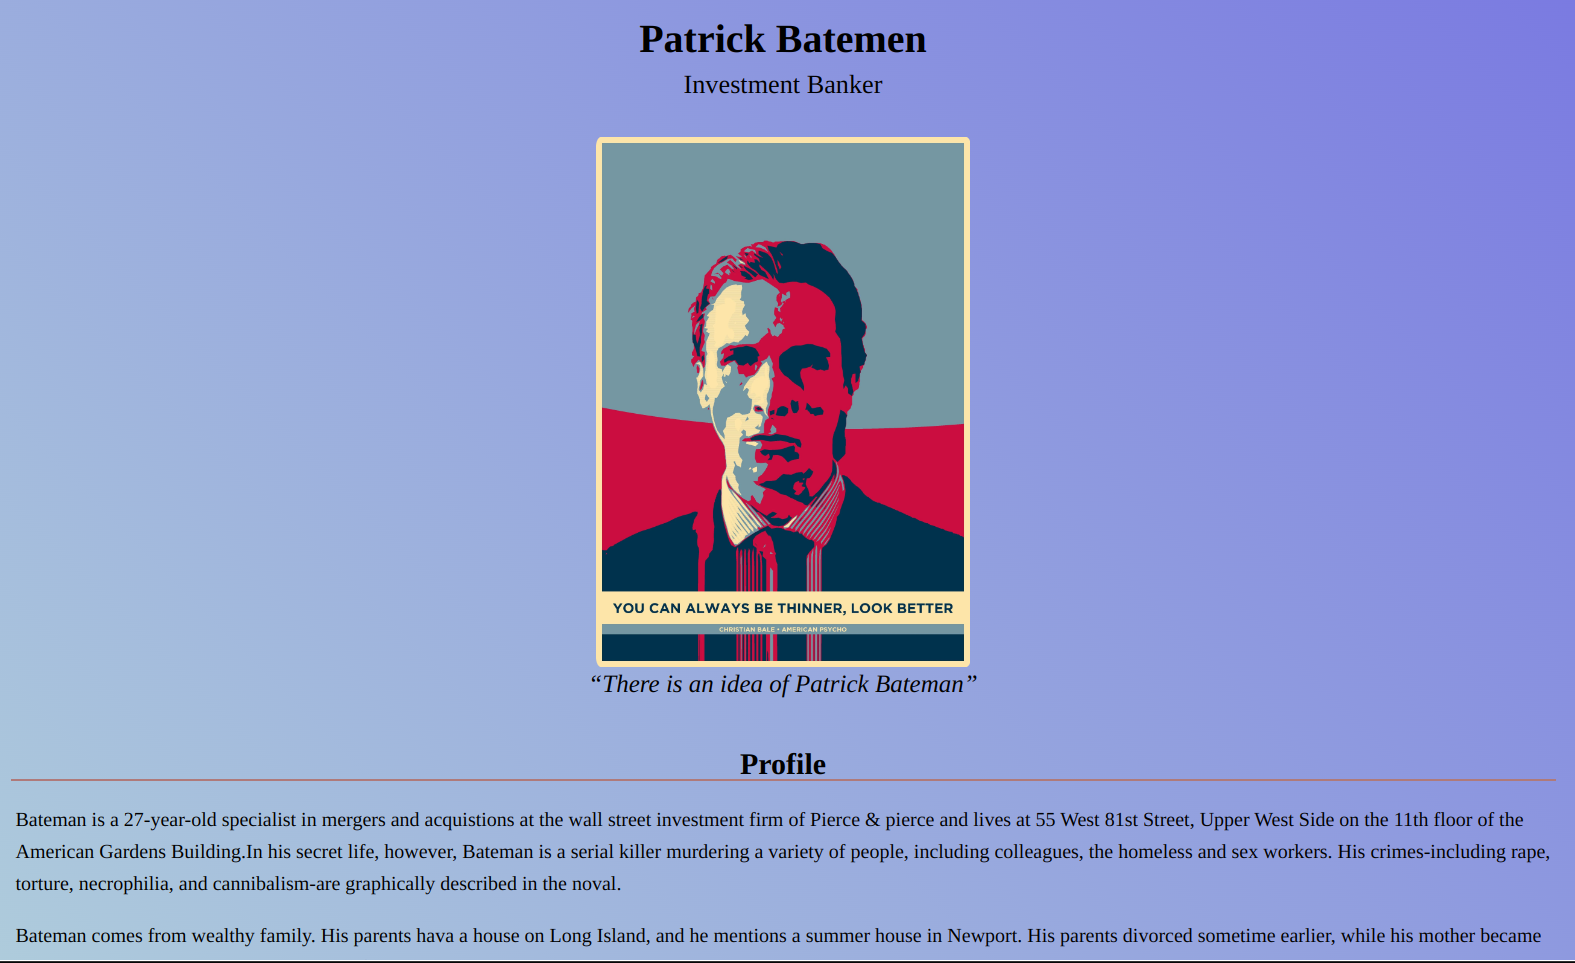 Patrick Batemen
Investment Banker
YOU CAN ALWAYS BE THINNER, LOOK BETTER
CHRISTIAN BALE • AMERICAN PSYCHO
“There is an idea of Patrick Bateman”
Profile
Bateman is a 27-year-old specialist in mergers and acquistions at the wall street investment firm of Pierce & pierce and lives at 55 West 81st Street, Upper West Side on the 11th floor of the
American Gardens Building.In his secret life, however, Bateman is a serial killer murdering a variety of people, including colleagues, the homeless and sex workers. His crimes-including rape,
torture, necrophilia, and cannibalism-are graphically described in the noval.
Bateman comes from wealthy family. His parents hava a house on Long Island, and he mentions a summer house in Newport. His parents divorced sometime earlier, while his mother became